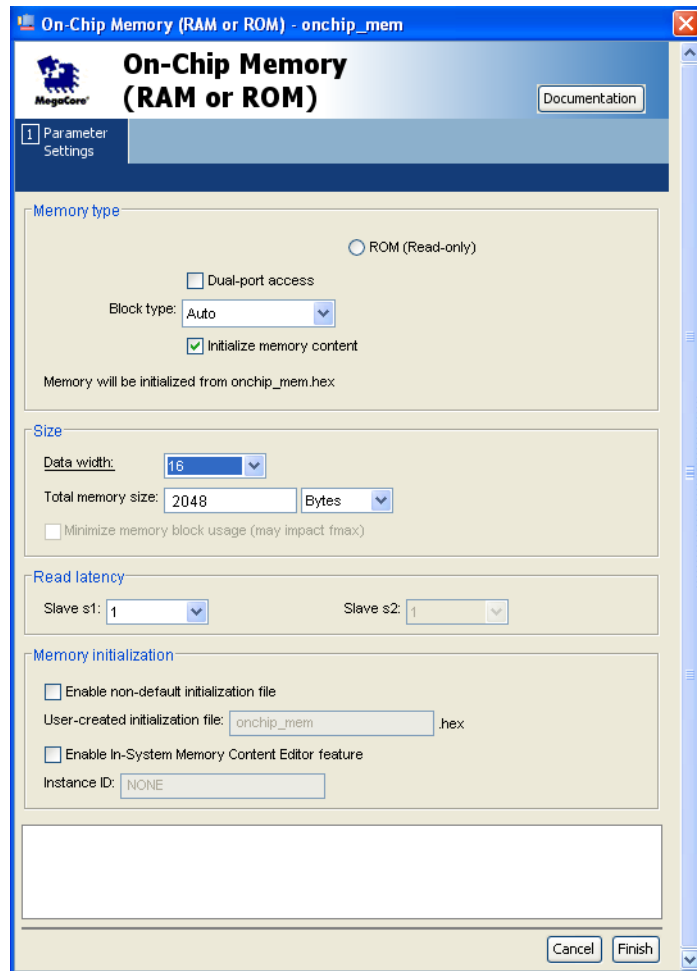 On-Chip Memory (RAM or ROM) - onchip_mem
MegaCore®
On-Chip Memory
(RAM or ROM)
Documentation
1 Parameter
Settings
Memory type
ROM (Read-only)
Dual-port access
Block type: Auto
Initialize memory content
Memory will be initialized from onchip_mem.hex
Size
Data width: 16
Total memory size: 2048 Bytes
Minimize memory block usage (may impact fmax)
Read latency
Slave s1: 1 Slave s2: 1
Memory initialization
Enable non-default initialization file
User-created initialization file: onchip_mem .hex
Enable In-System Memory Content Editor feature
Instance ID: NONE
Cancel Finish